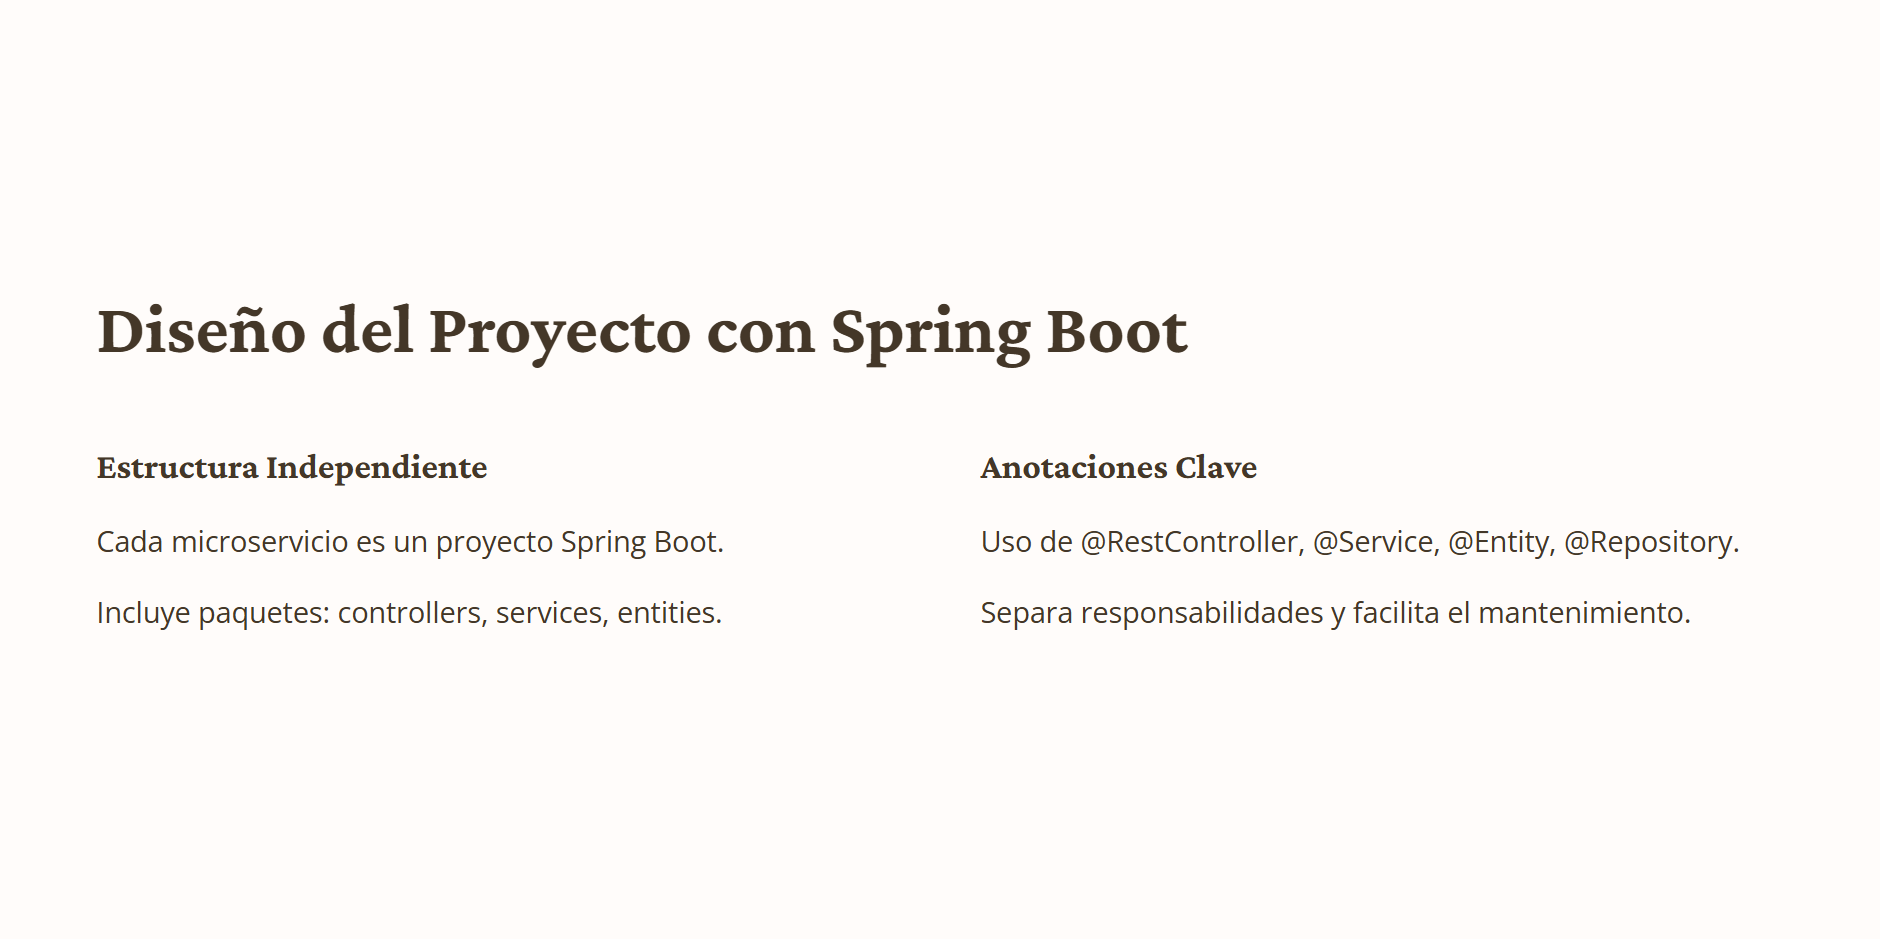 Diseño del Proyecto con Spring Boot
Estructura Independiente
Cada microservicio es un proyecto Spring Boot.
Incluye paquetes: controllers, services, entities.
Anotaciones Clave
Uso de @RestController, @Service, @Entity, @Repository.
Separa responsabilidades y facilita el mantenimiento.